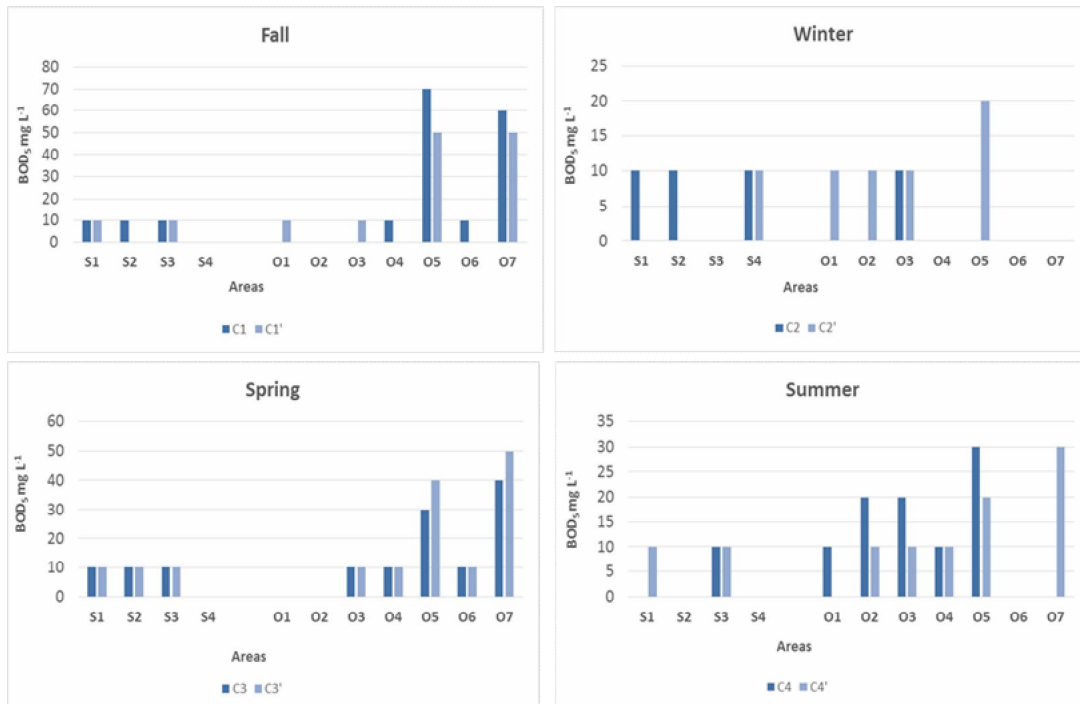 Fall
BOD5 mg L-1
80
70
60
50
40
30
20
10
0
S1 S2 S3 S4 O1 O2 O3 O4 O5 O6 O7
Areas
C1 C1'
Winter
BOD5 mg L-1
25
20
15
10
5
0
S1 S2 S3 S4 O1 O2 O3 O4 O5 O6 O7
Areas
C2 C2'
Spring
BOD5 mg L-1
60
50
40
30
20
10
0
S1 S2 S3 S4 O1 O2 O3 O4 O5 O6 O7
Areas
C3 C3'
Summer
BOD5 mg L-1
35
30
25
20
15
10
5
0
S1 S2 S3 S4 O1 O2 O3 O4 O5 O6 O7
Areas
C4 C4'